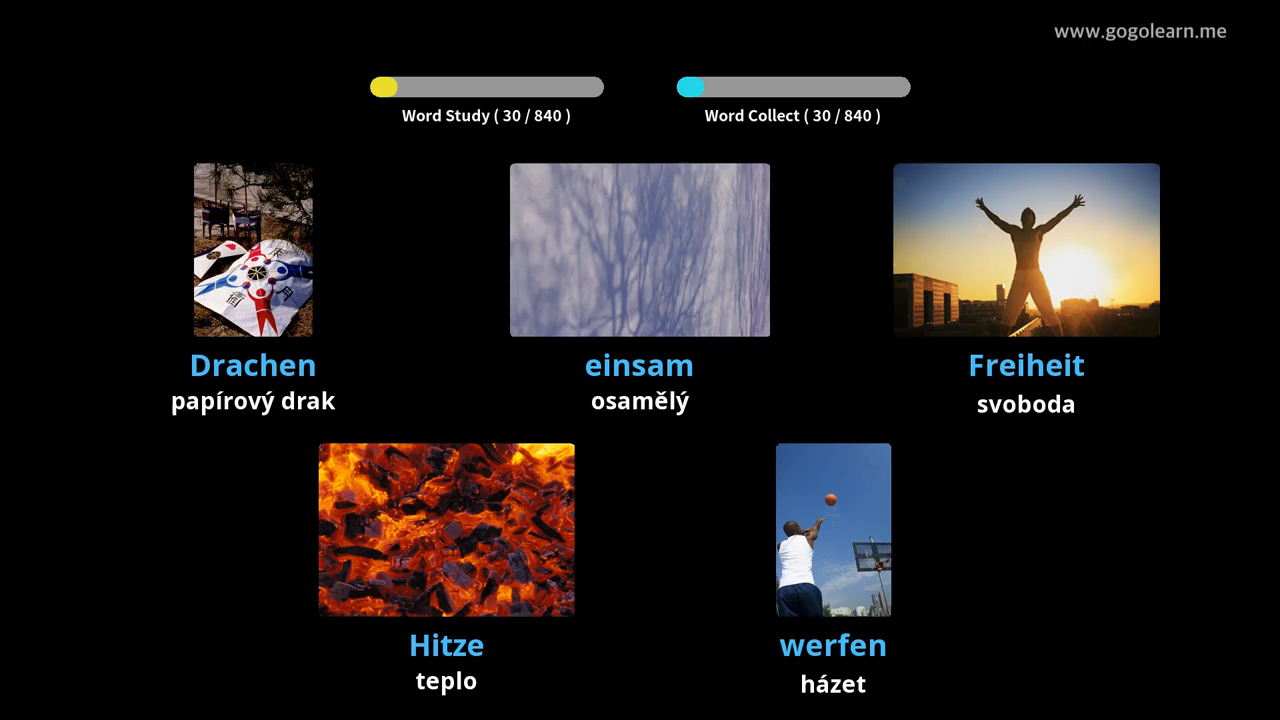 www.gogolearn.me
Word Study ( 30 / 840 )
Word Collect ( 30 / 840 )
Drachen
papírový drak
einsam
osamělý
Freiheit
svoboda
Hitze
teplo
werfen
házet